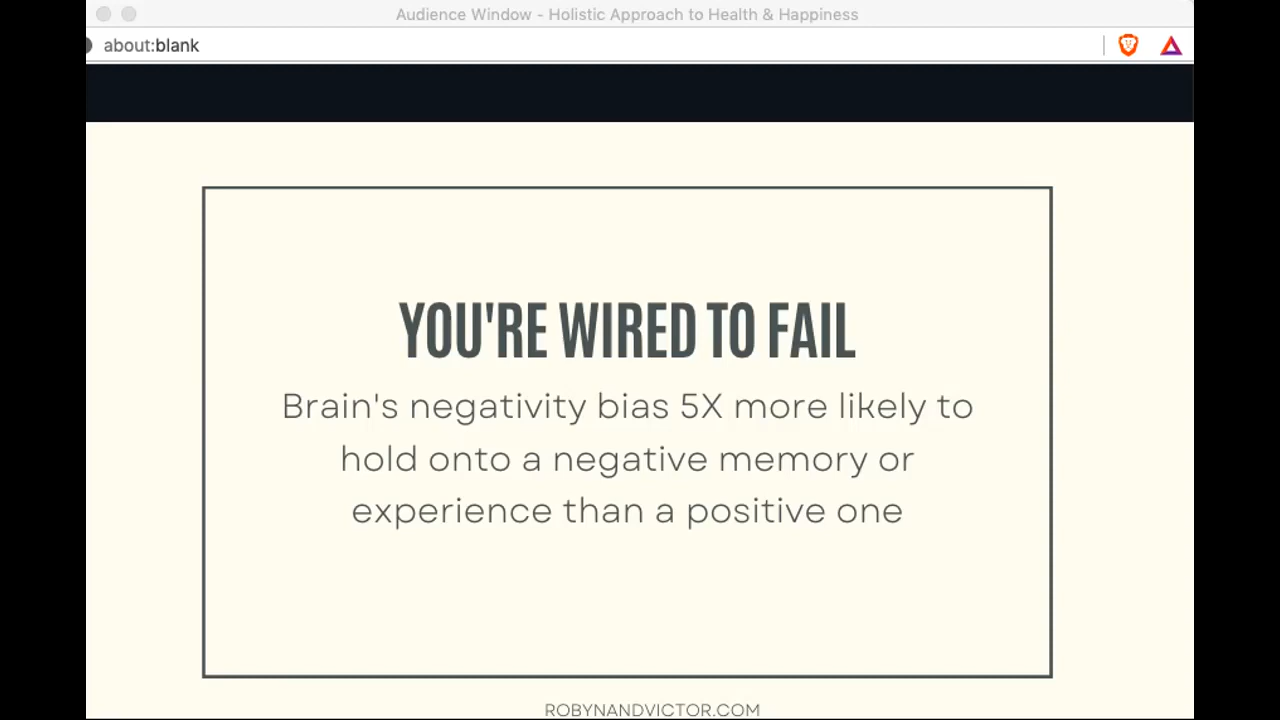 Audience Window - Holistic Approach to Health & Happiness
about:blank
YOU'RE WIRED TO FAIL
Brain's negativity bias 5X more likely to
hold onto a negative memory or
experience than a positive one
ROBYNANDVICTOR.COM